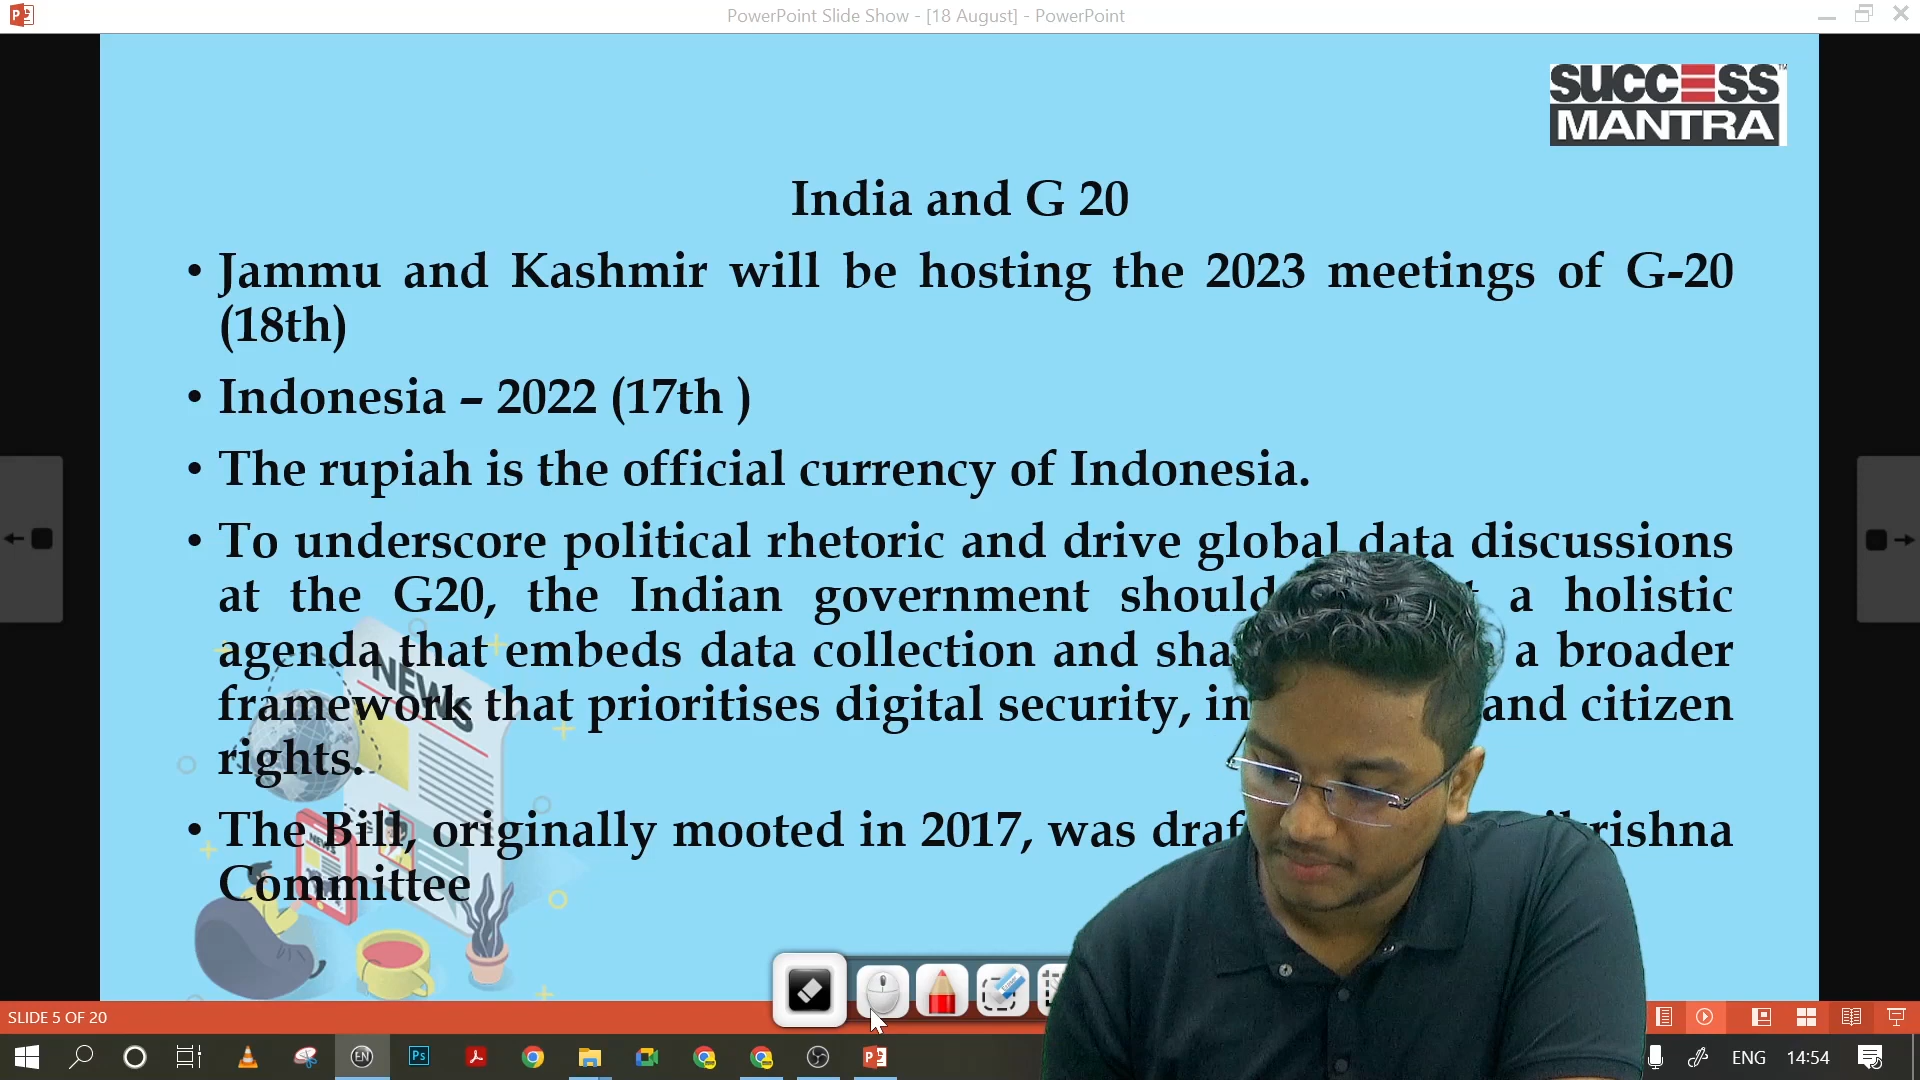 PowerPoint Slide Show - [18 August] - PowerPoint
SUCCESS
MANTRA
India and G 20
• Jammu and Kashmir will be hosting the 2023 meetings of G-20
(18th)
• Indonesia – 2022 (17th )
• The rupiah is the official currency of Indonesia.
• To underscore political rhetoric and drive global data discussions
at the G20, the Indian government should a holistic
agenda that embeds data collection and a broader
framework that prioritises digital security, and citizen
rights.
• The Bill, originally mooted in 2017, was
Committee
NEWS
NEWS
SLIDE 5 OF 20
EN
Ps
ENG 14:54